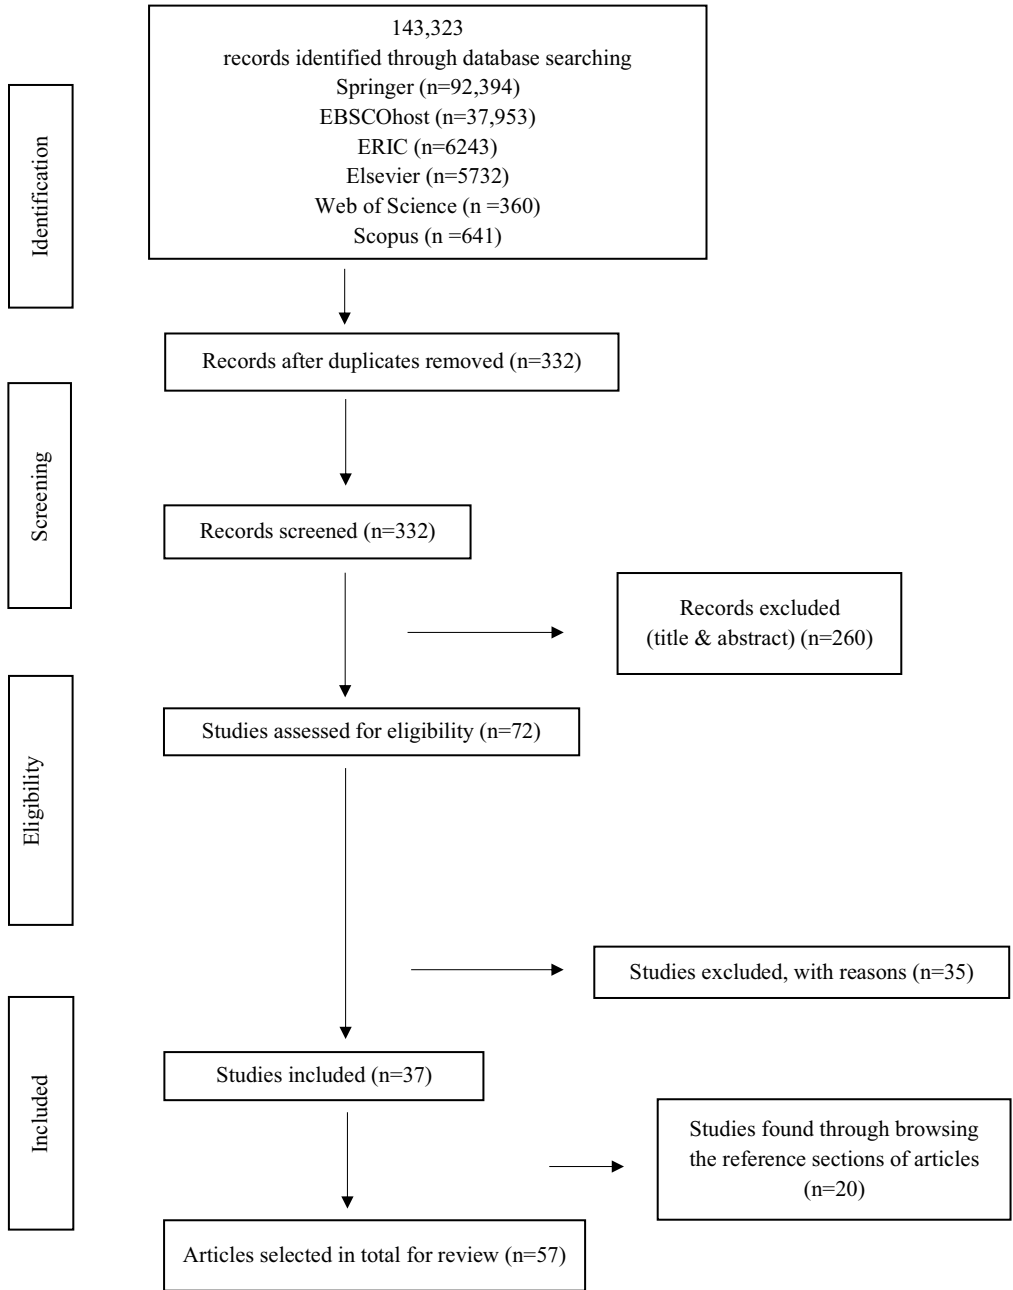 143,323
records identified through database searching
Springer (n=92,394)
EBSCOhost (n=37,953)
ERIC (n=6243)
Elsevier (n=5732)
Web of Science (n =360)
Scopus (n =641)
Identification
Records after duplicates removed (n=332)
Screening
Records screened (n=332)
Records excluded
(title & abstract) (n=260)
Eligibility
Studies assessed for eligibility (n=72)
Studies excluded, with reasons (n=35)
Included
Studies included (n=37)
Studies found through browsing
the reference sections of articles
(n=20)
Articles selected in total for review (n=57)